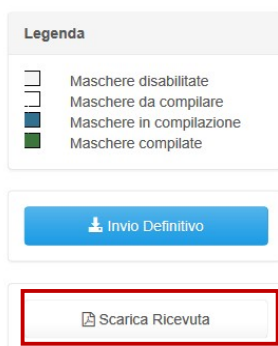 Legenda
Maschere disabilitate
Maschere da compilare
Maschere in compilazione
Maschere compilate
Invio Definitivo
Scarica Ricevuta